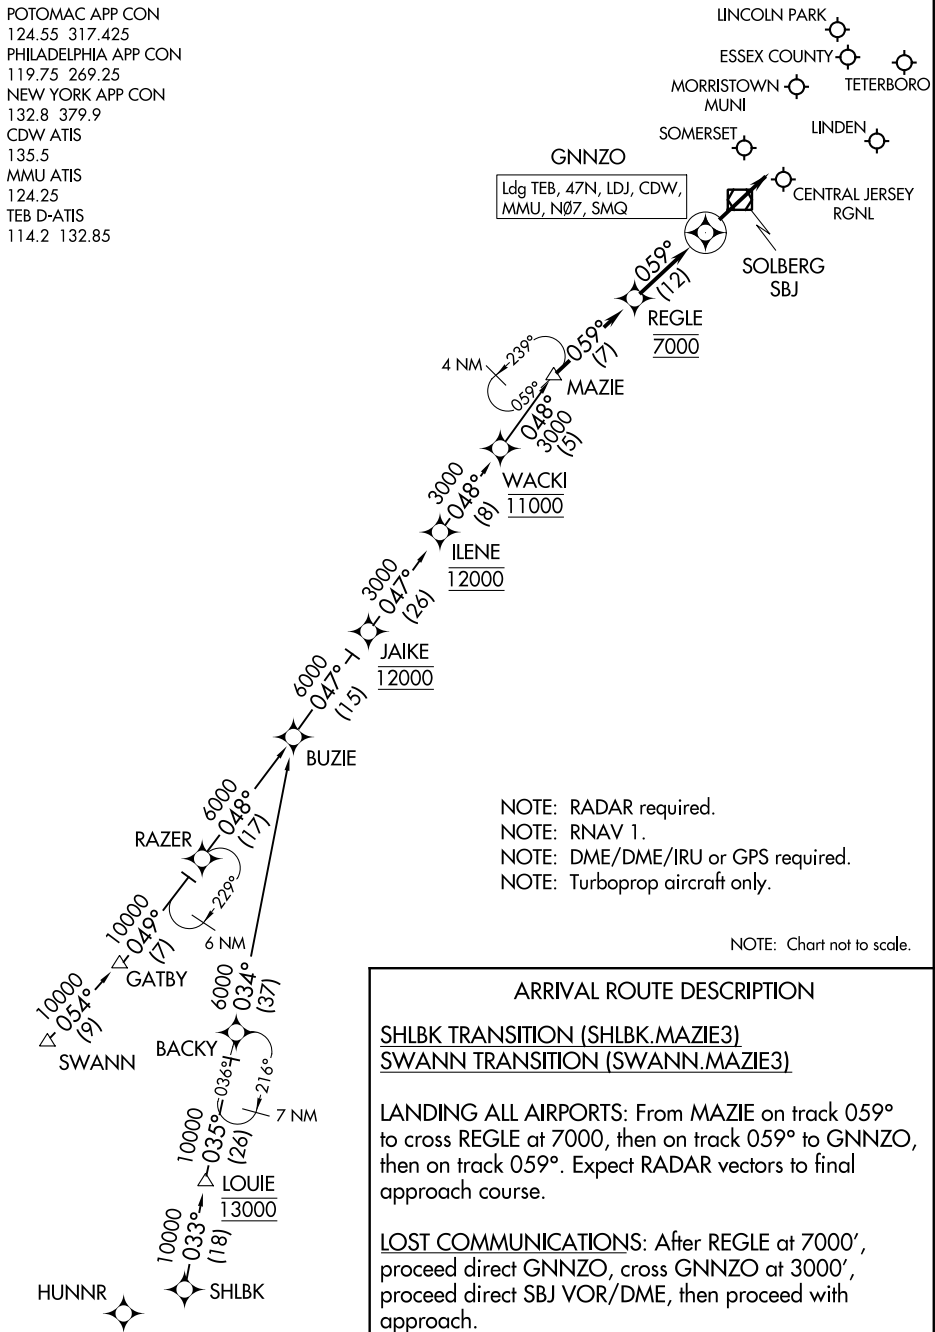 POTOMAC APP CON
124.55 317.425
PHILADELPHIA APP CON
119.75 269.25
NEW YORK APP CON
132.8 379.9
CDW ATIS
135.5
MMU ATIS
124.25
TEB D-ATIS
114.2 132.85
LINCOLN PARK
ESSEX COUNTY
TETERBORO
MORRISTOWN
MUNI
SOMERSET
LINDEN
CENTRAL JERSEY
RGNL
GNNZO
Ldg TEB, 47N, LDJ, CDW,
MMU, NØ7, SMQ
SOLBERG
SBJ
059°
(12)
REGLE
7000
059°
(7)
239°
4 NM
059°
MAZIE
048°
3000
(5)
WACKI
11000
3000
048°
(8)
ILENE
12000
3000
047°
(26)
JAIKE
12000
6000
047°
(15)
BUZIE
6000
048°
(17)
RAZER
229°
6 NM
10000
049°
(7)
GATBY
10000
054°
(9)
SWANN
6000
034°
(37)
BACKY
036°
216°
7 NM
10000
035°
(26)
LOUIE
13000
10000
033°
(18)
HUNNR
SHLBK
NOTE: RADAR required.
NOTE: RNAV 1.
NOTE: DME/DME/IRU or GPS required.
NOTE: Turboprop aircraft only.
NOTE: Chart not to scale.
ARRIVAL ROUTE DESCRIPTION
SHLBK TRANSITION (SHLBK.MAZIE3)
SWANN TRANSITION (SWANN.MAZIE3)
LANDING ALL AIRPORTS: From MAZIE on track 059°
to cross REGLE at 7000, then on track 059° to GNNZO,
then on track 059°. Expect RADAR vectors to final
approach course.
LOST COMMUNICATIONS: After REGLE at 7000',
proceed direct GNNZO, cross GNNZO at 3000',
proceed direct SBJ VOR/DME, then proceed with
approach.